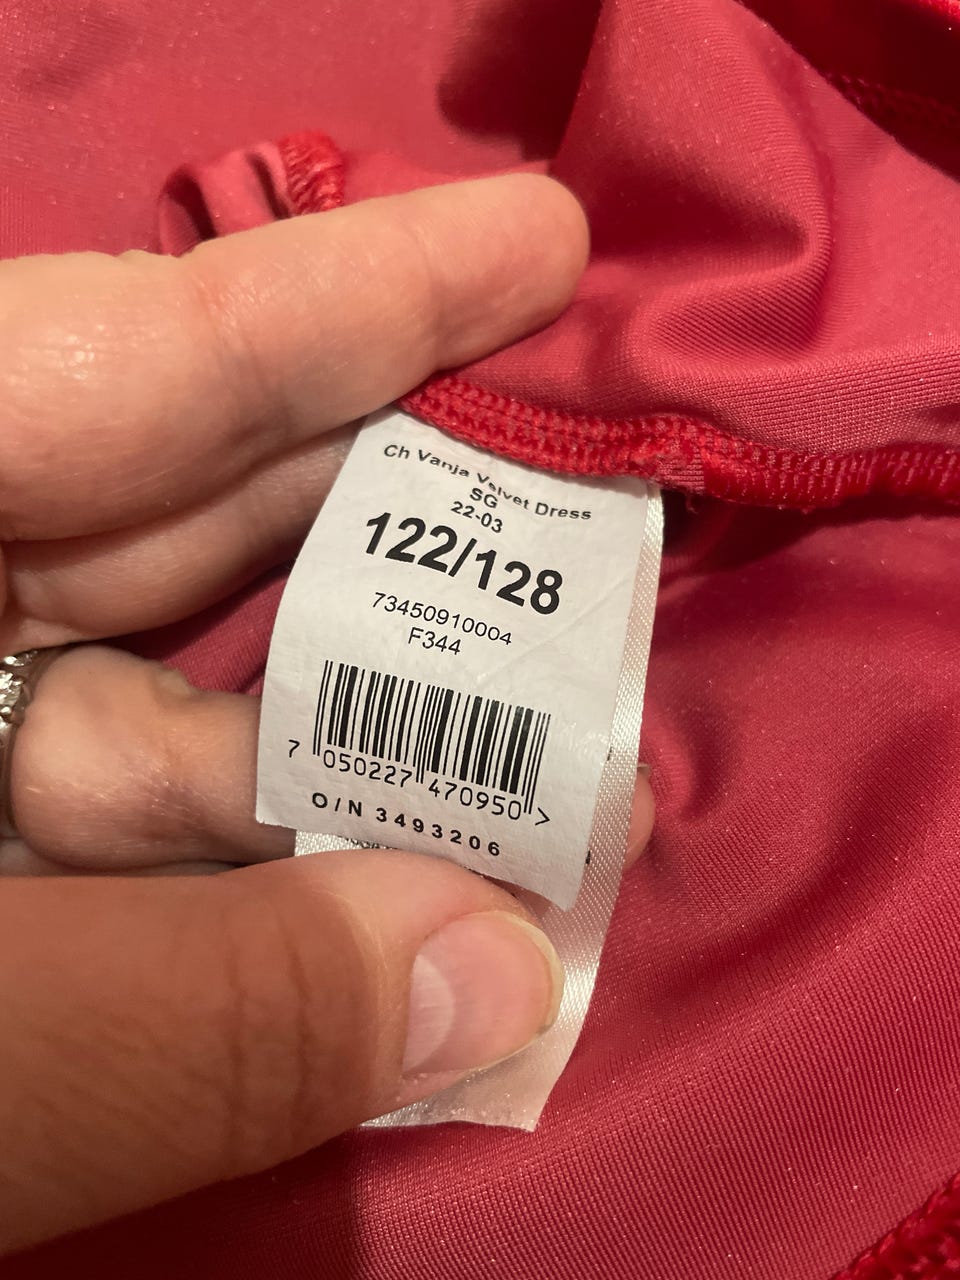 Ch Vanja Velvet Dress
SG
22-03
122/128
73450910004
F344
7 050227 470950 >
O/N 3493206